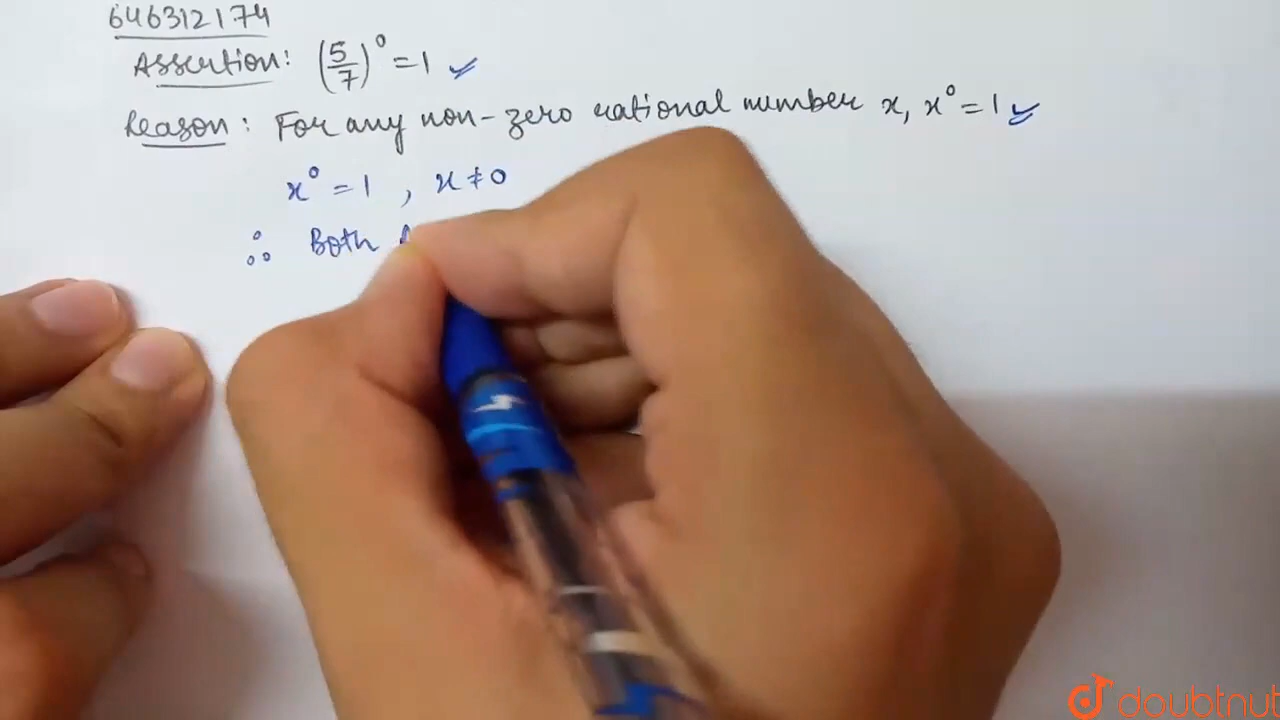 646312174
Assertion: (5/7)⁰ = 1
Reason: For any non-zero rational number x, x⁰ = 1
x⁰ = 1 , x ≠ 0
∴ Both
doubtnut